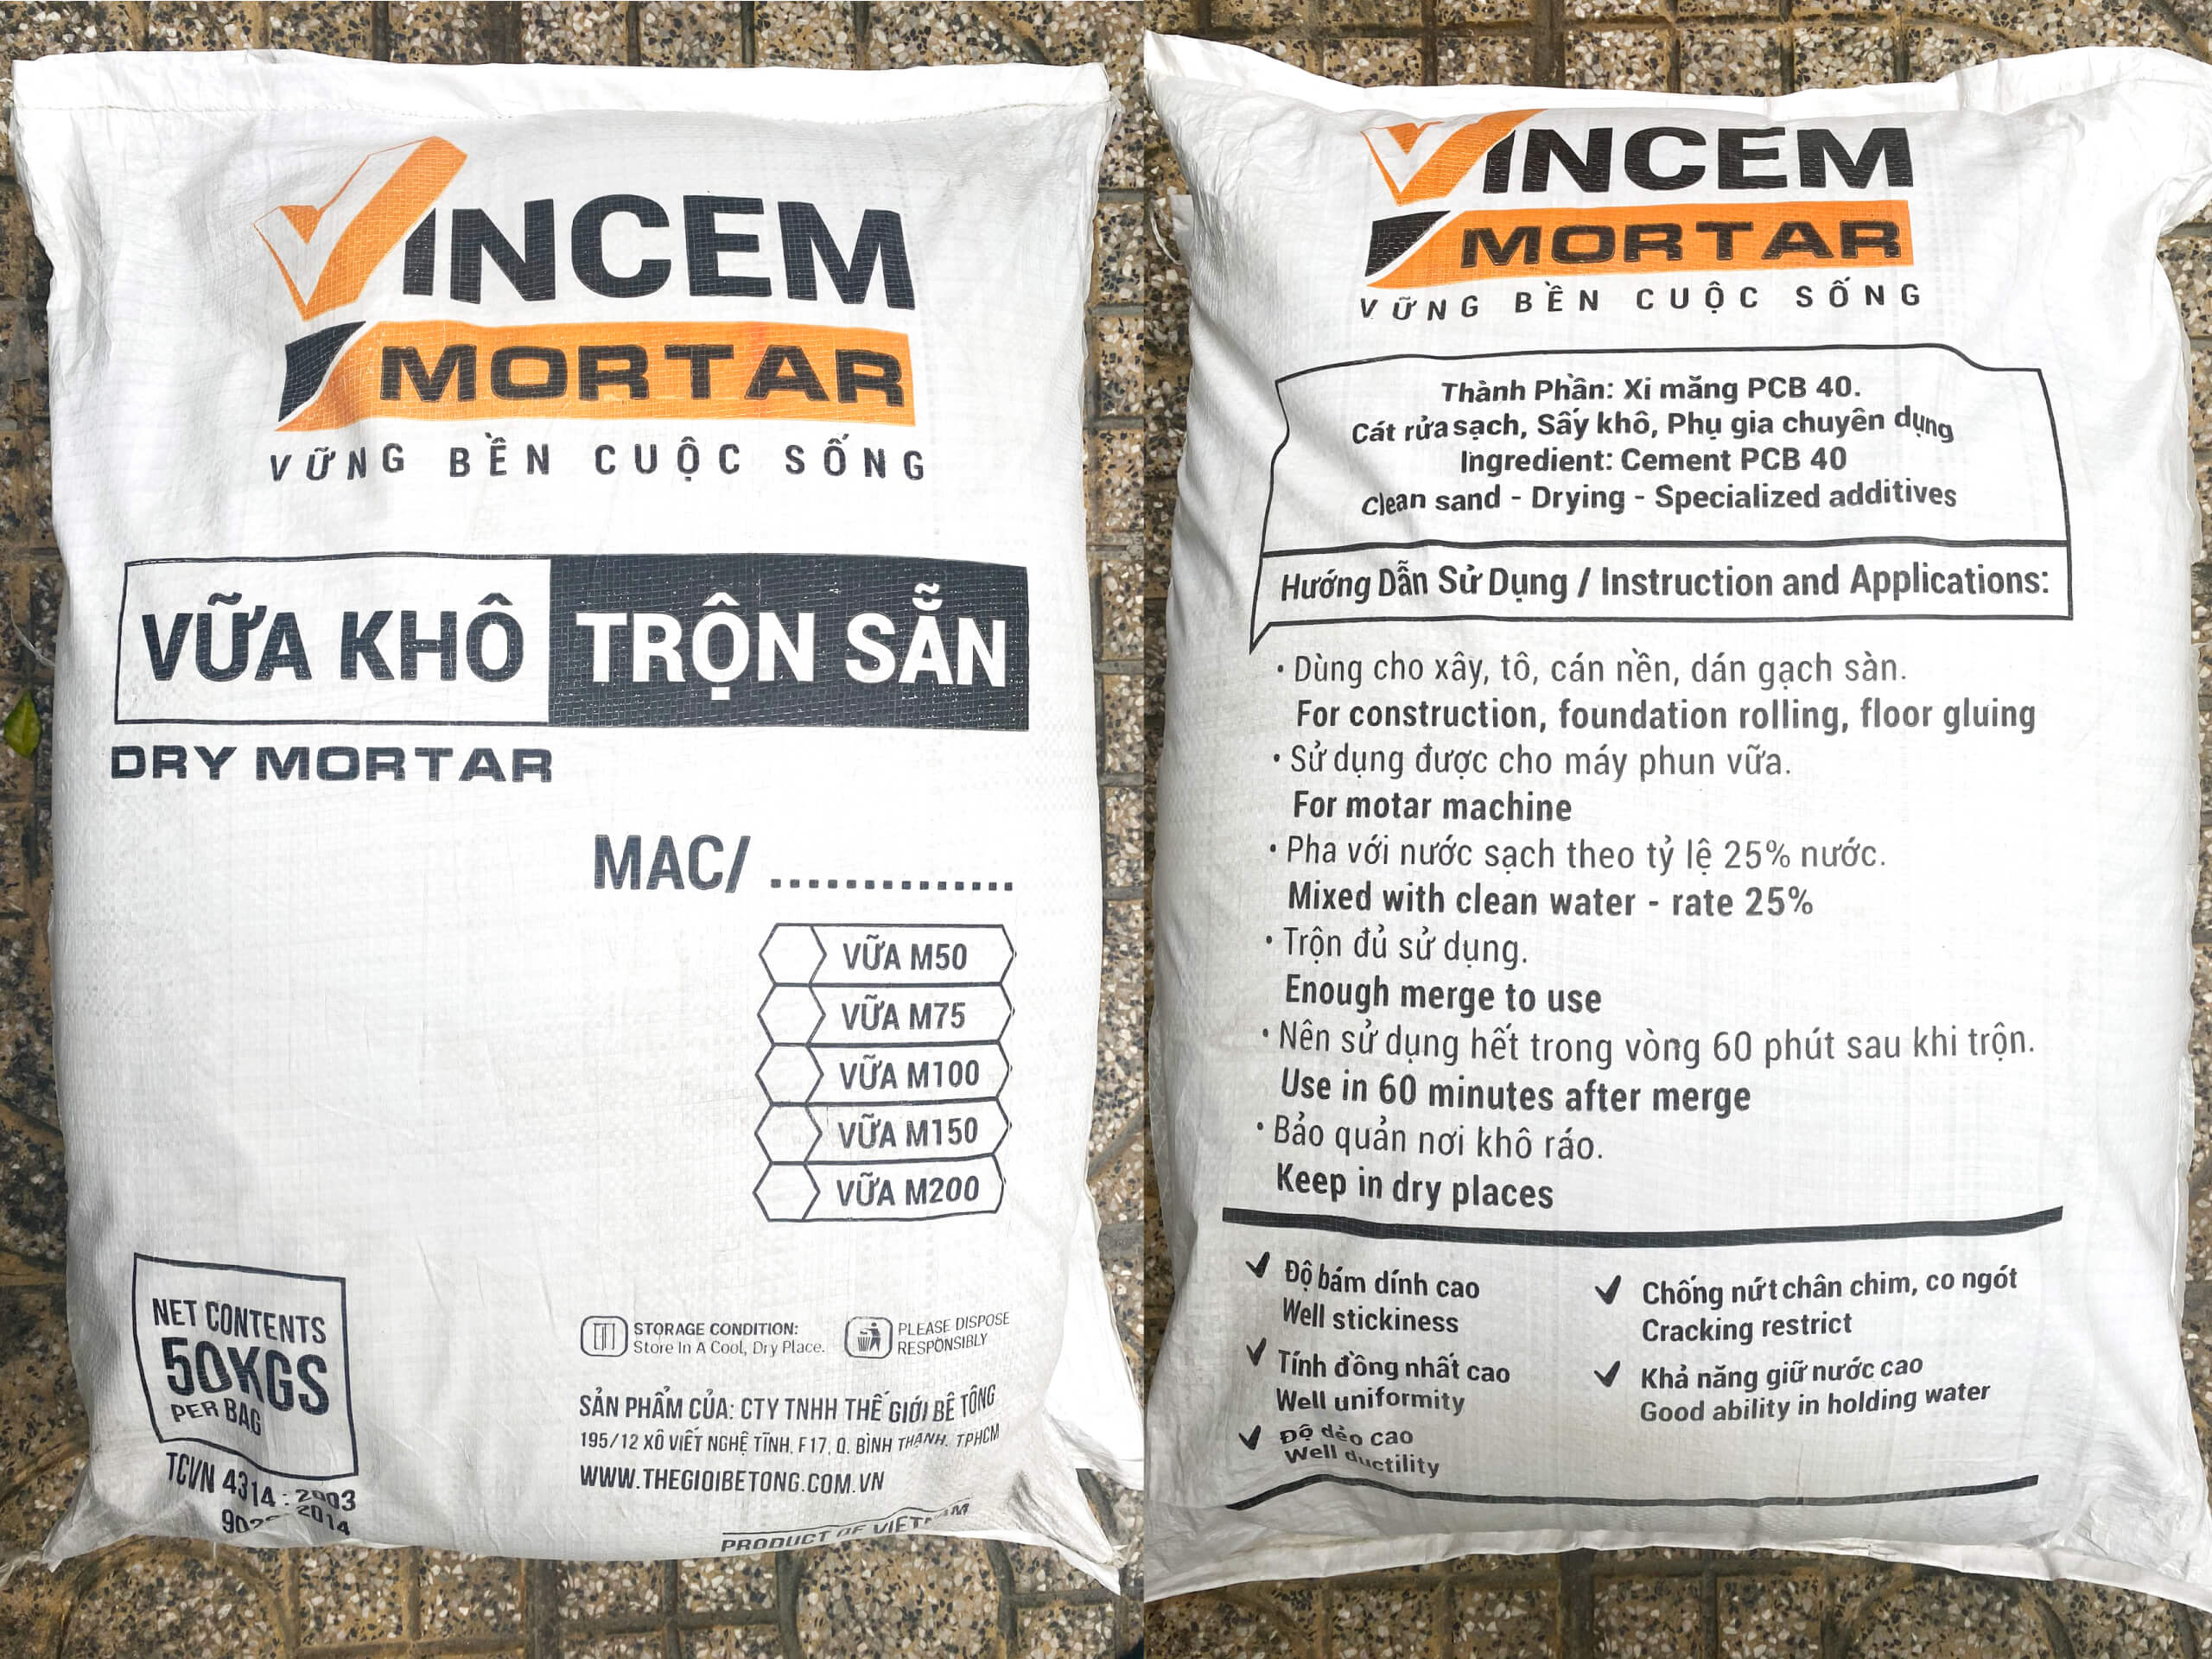 VINCEM
MORTAR
VỮNG BỀN CUỘC SỐNG
VỮA KHÔ TRỘN SẴN
DRY MORTAR
MAC/ ..............
VỮA M50
VỮA M75
VỮA M100
VỮA M150
VỮA M200
NET CONTENTS
50KGS
PER BAG
TCVN 4314 : 2003
2014
STORAGE CONDITION:
Store In A Cool, Dry Place.
PLEASE DISPOSE
RESPONSIBLY
SẢN PHẨM CỦA: CTY TNHH THẾ GIỚI BÊ TÔNG
195/12 XÔ VIẾT NGHỆ TĨNH, F17, Q. BÌNH THẠNH, TPHCM
WWW.THEGIOIBETONG.COM.VN
PRODUCT OF VIETNAM
VINCEM
MORTAR
VỮNG BỀN CUỘC SỐNG
Thành Phần: Xi măng PCB 40.
Cát rửa sạch, Sấy khô, Phụ gia chuyên dụng
Ingredient: Cement PCB 40
Clean sand - Drying - Specialized additives
Hướng Dẫn Sử Dụng / Instruction and Applications:
• Dùng cho xây, tô, cán nền, dán gạch sàn.
For construction, foundation rolling, floor gluing
• Sử dụng được cho máy phun vữa.
For motar machine
• Pha với nước sạch theo tỷ lệ 25% nước.
Mixed with clean water - rate 25%
• Trộn đủ sử dụng.
Enough merge to use
• Nên sử dụng hết trong vòng 60 phút sau khi trộn.
Use in 60 minutes after merge
• Bảo quản nơi khô ráo.
Keep in dry places
✓ Độ bám dính cao
Well stickiness
✓ Tính đồng nhất cao
Well uniformity
✓ Độ dẻo cao
Well ductility
✓ Chống nứt chân chim, co ngót
Cracking restrict
✓ Khả năng giữ nước cao
Good ability in holding water